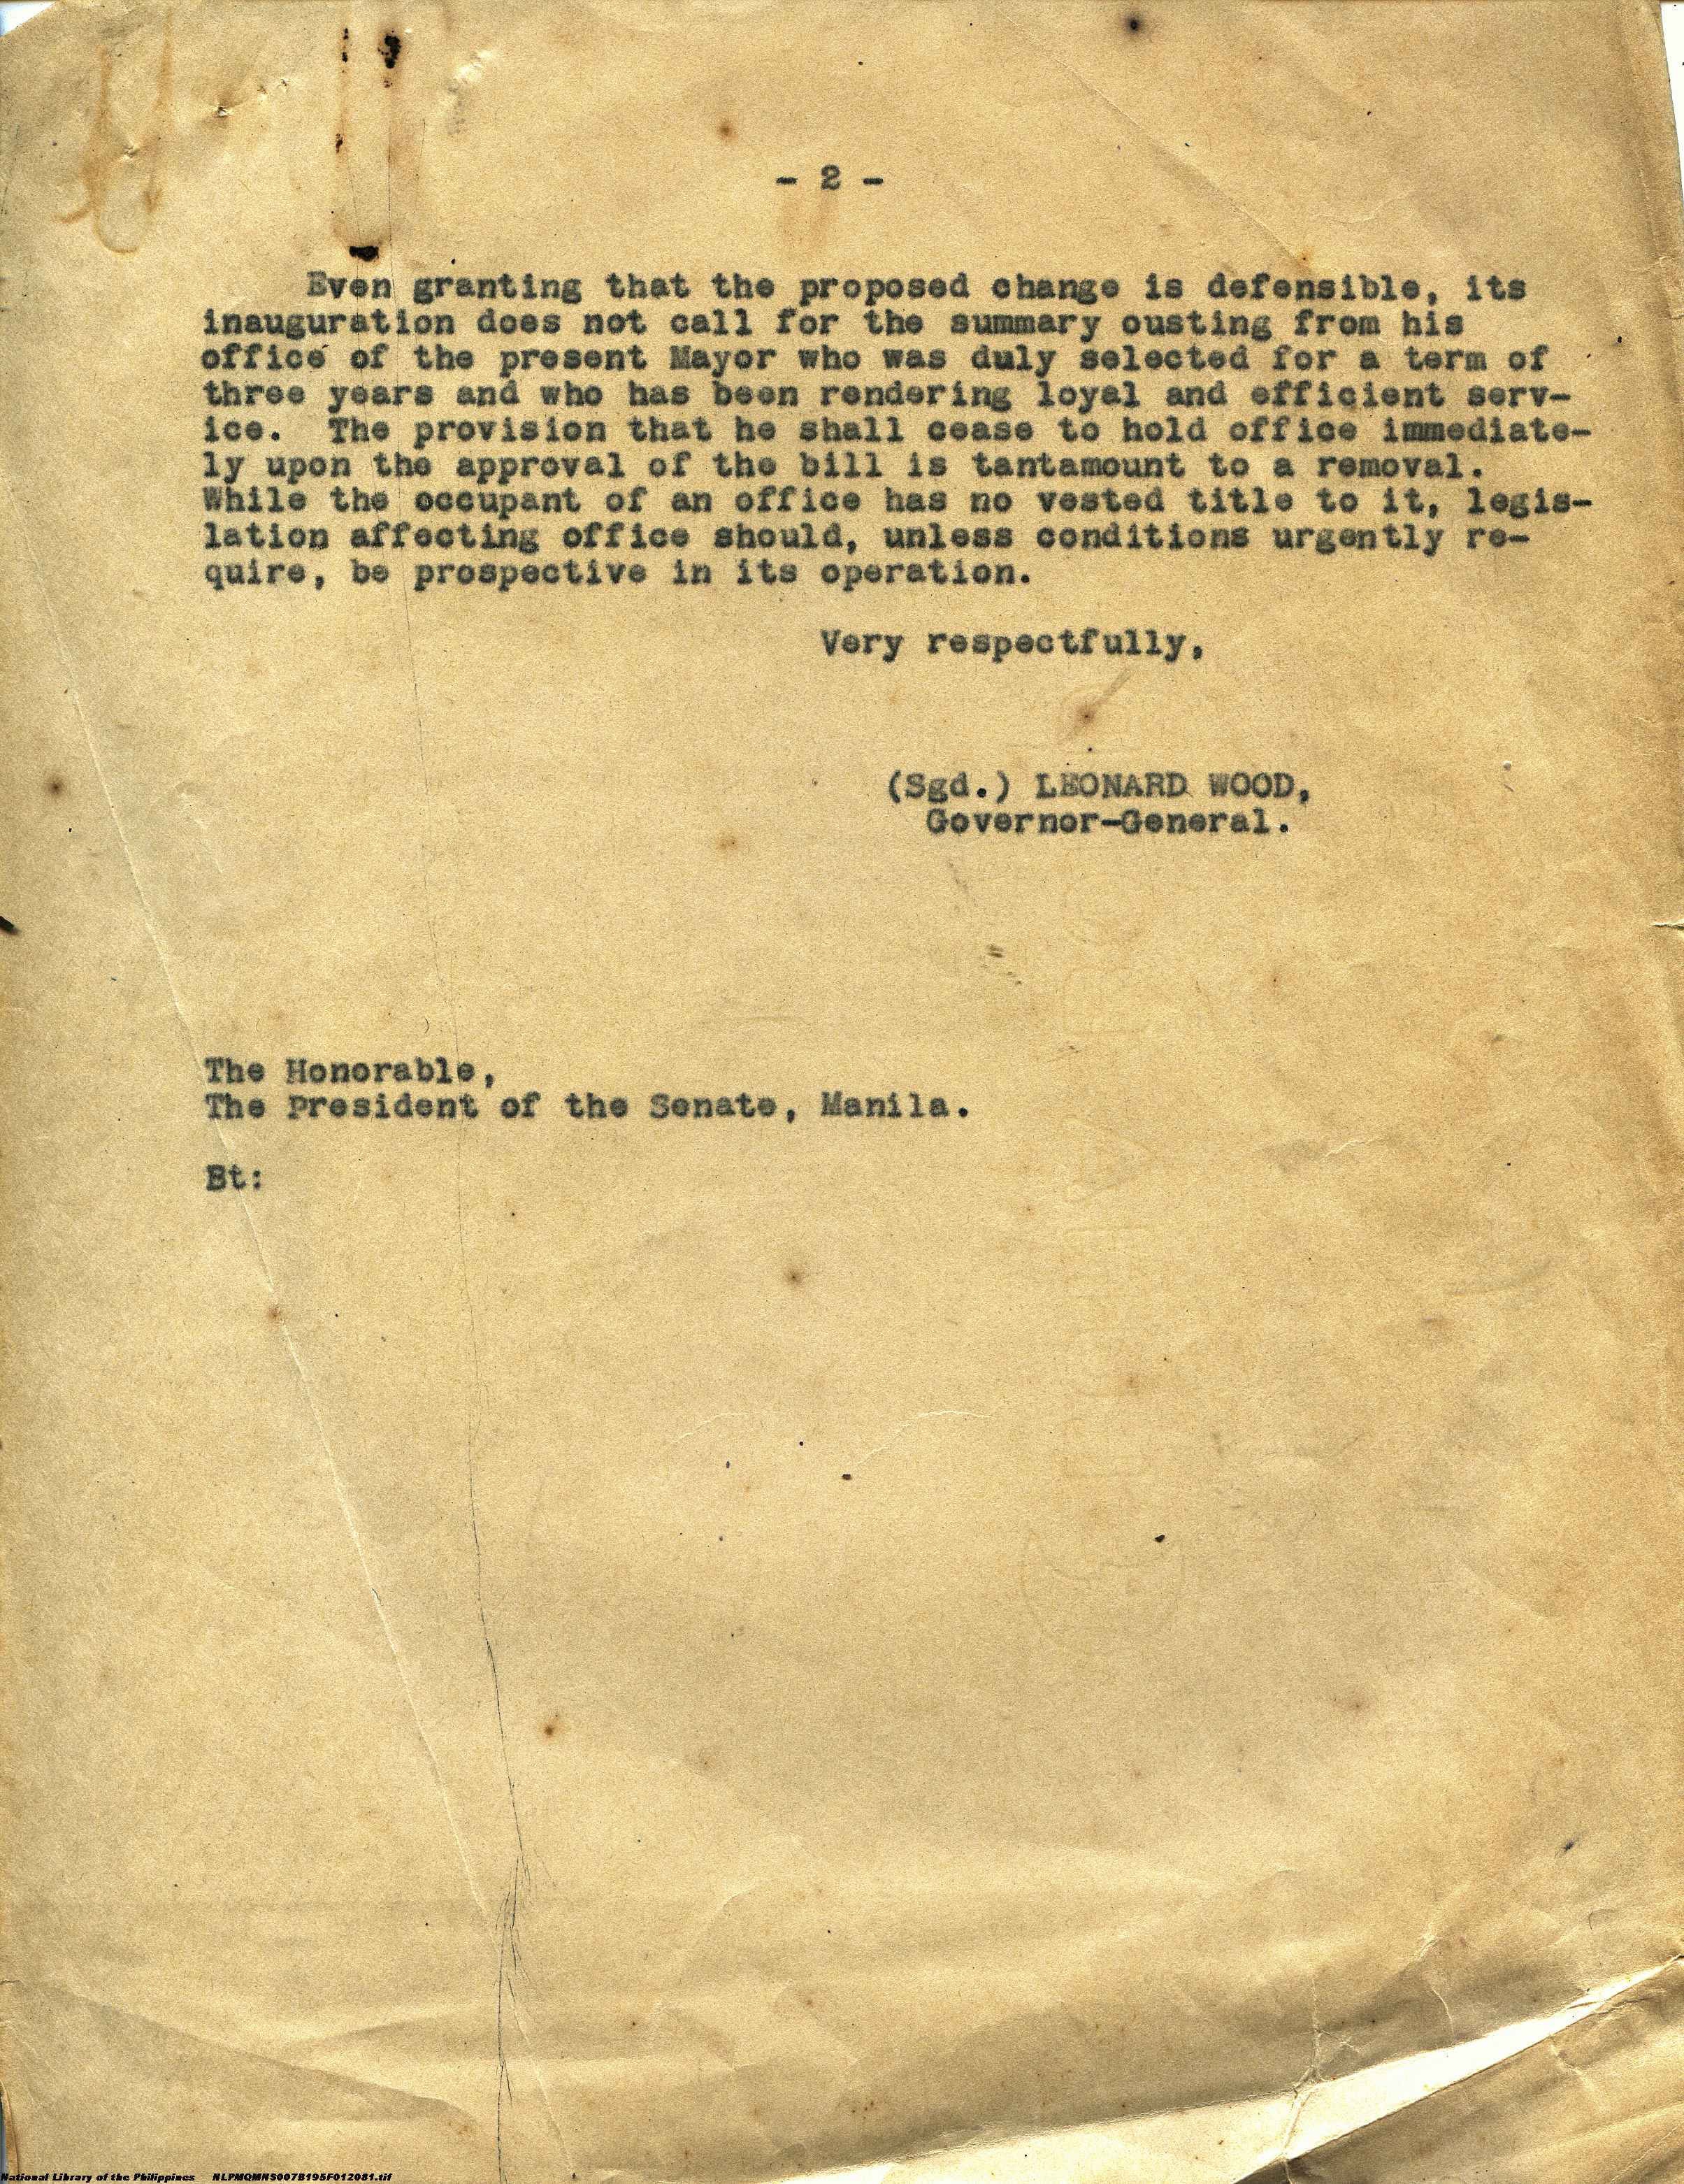 - 2 -
Even granting that the proposed change is defensible, its
inauguration does not call for the summary ousting from his
office of the present Mayor who was duly selected for a term of
three years and who has been rendering loyal and efficient serv-
ice. The provision that he shall cease to hold office immediate-
ly upon the approval of the bill is tantamount to a removal.
While the occupant of an office has no vested title to it, legis-
lation affecting office should, unless conditions urgently re-
quire, be prospective in its operation.
Very respectfully,
(Sgd.) LEONARD WOOD,
Governor-General.
The Honorable,
The President of the Senate, Manila.
Bt:
National Library of the Philippines NLPMQMNS007B195F012081.tif